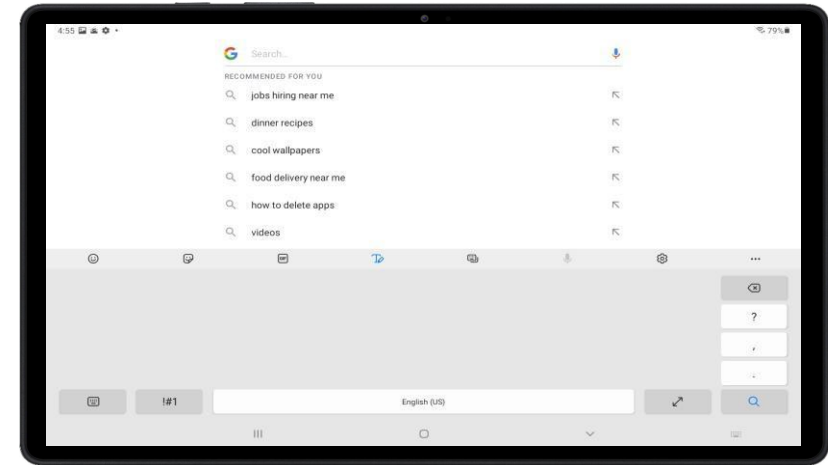 4:55
79%
Search...
RECOMMENDED FOR YOU
jobs hiring near me
dinner recipes
cool wallpapers
food delivery near me
how to delete apps
videos
GIF
?
,
.
!#1
English (US)